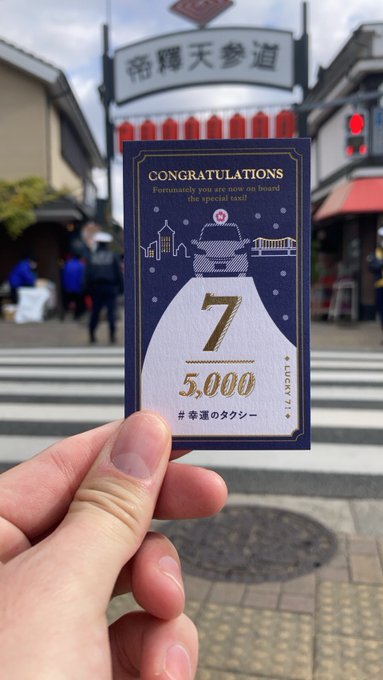 帝釋天参道
CONGRATULATIONS
Fortunately you are now on board
the special taxi!
7
5,000
LUCKY 7!
#幸運のタクシー